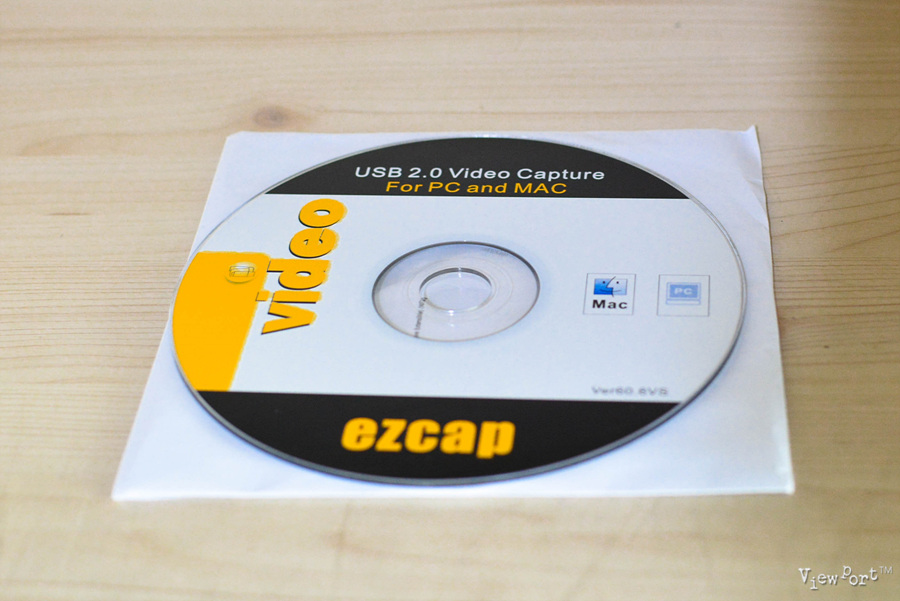 USB 2.0 Video Capture
For PC and MAC
video
Mac
PC
Ver60.6VS
ezcap
ViewPort™